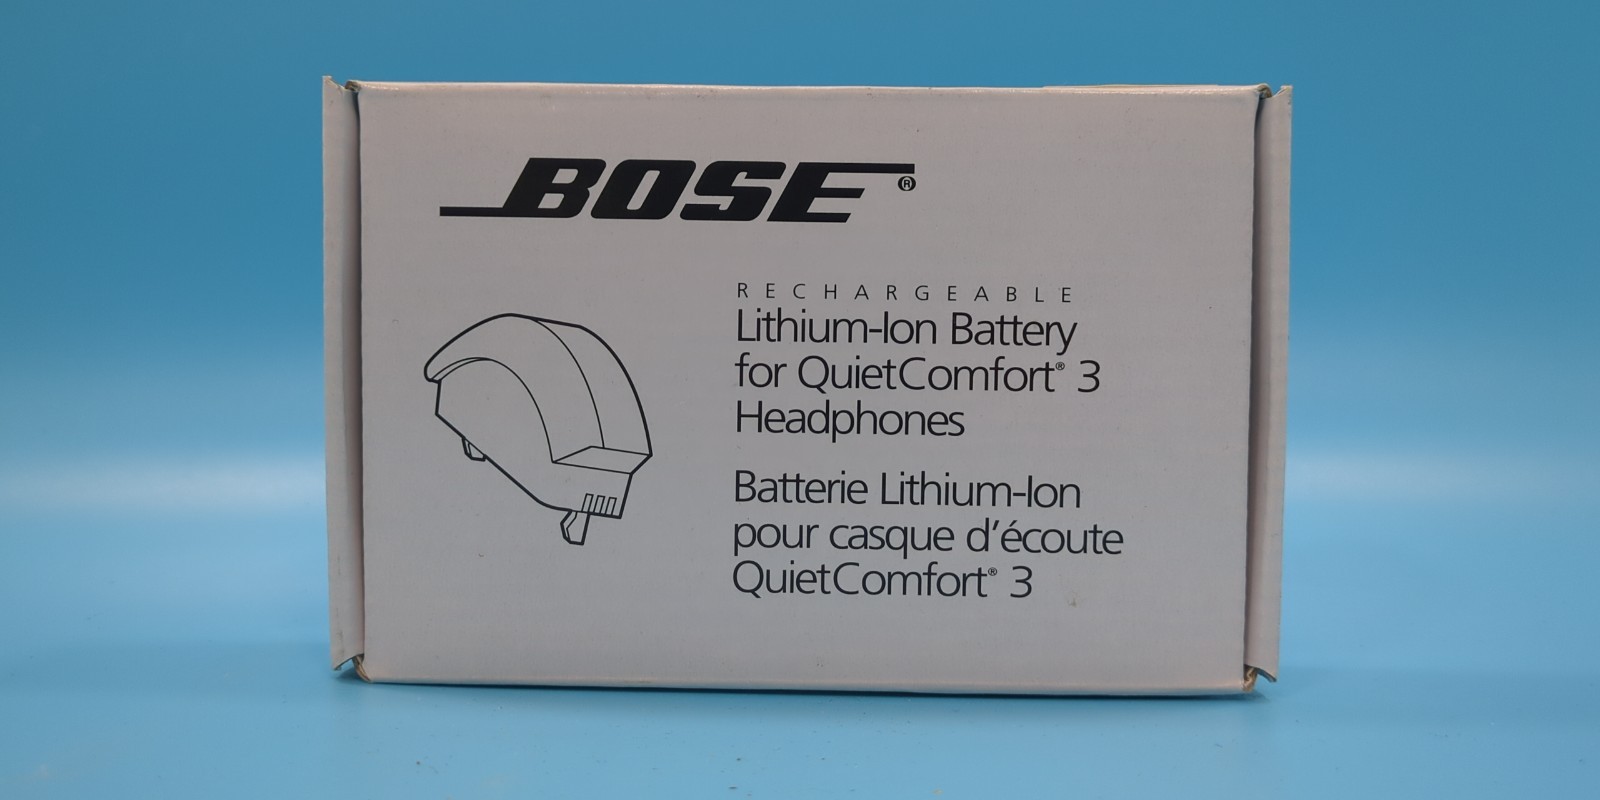 BOSE®
RECHARGEABLE
Lithium-Ion Battery
for QuietComfort® 3
Headphones
Batterie Lithium-Ion
pour casque d'écoute
QuietComfort® 3